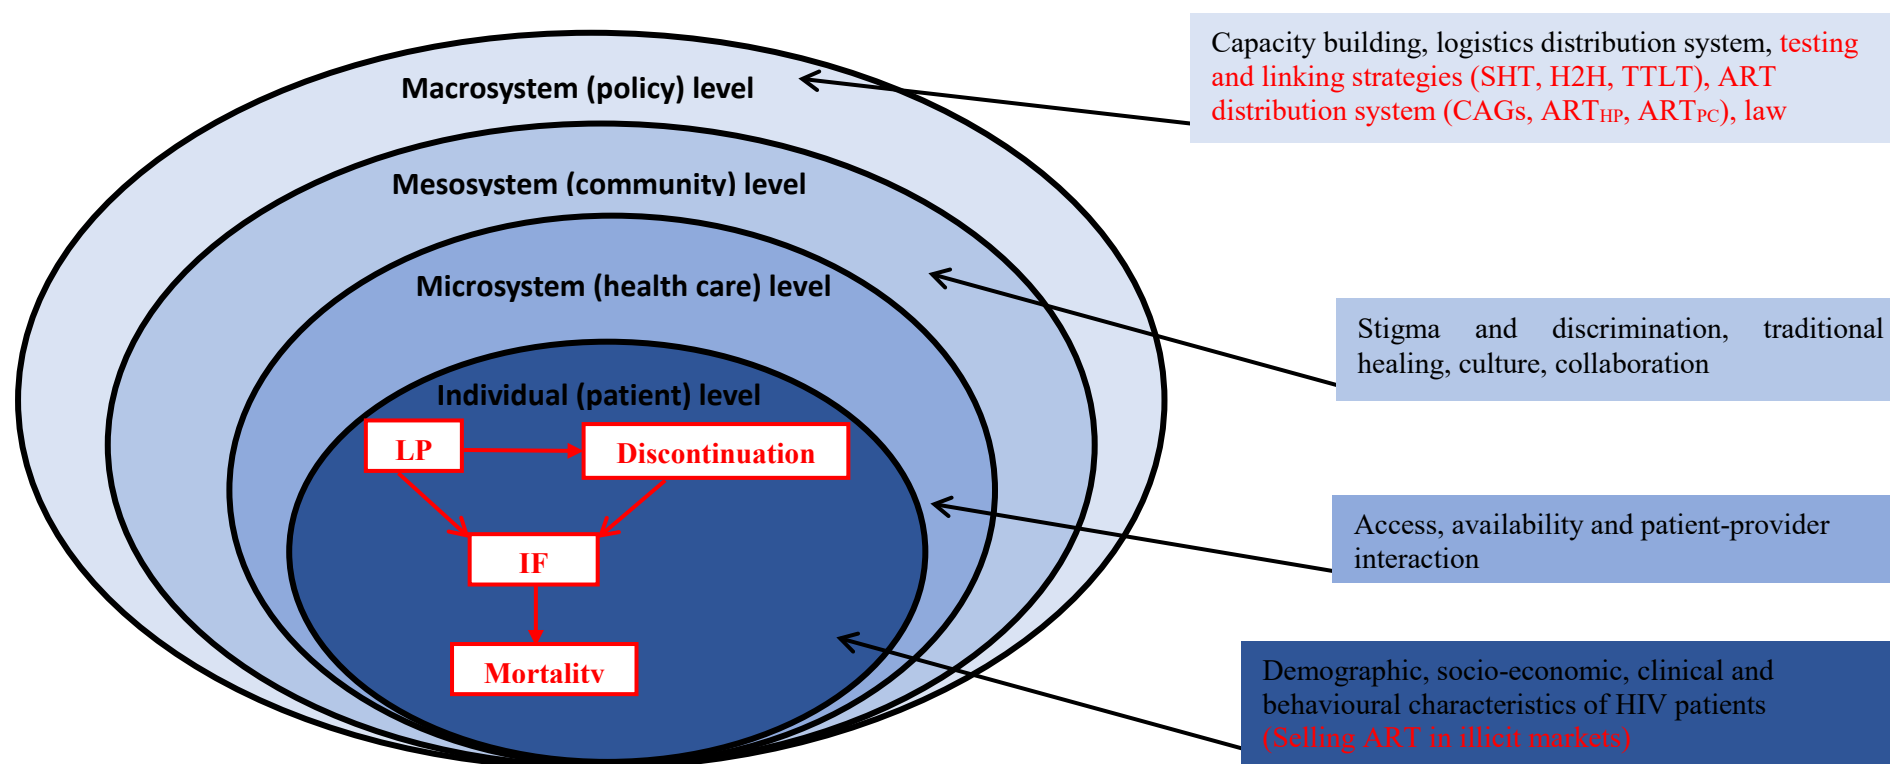 Macrosystem (policy) level
Mesosystem (community) level
Microsystem (health care) level
Individual (patient) level
LP
Discontinuation
IF
Mortality
Capacity building, logistics distribution system, testing
and linking strategies (SHT, H2H, TTLT), ART
distribution system (CAGs, ARTHP, ARTPC), law
Stigma and discrimination, traditional
healing, culture, collaboration
Access, availability and patient-provider
interaction
Demographic, socio-economic, clinical and
behavioural characteristics of HIV patients
(Selling ART in illicit markets)